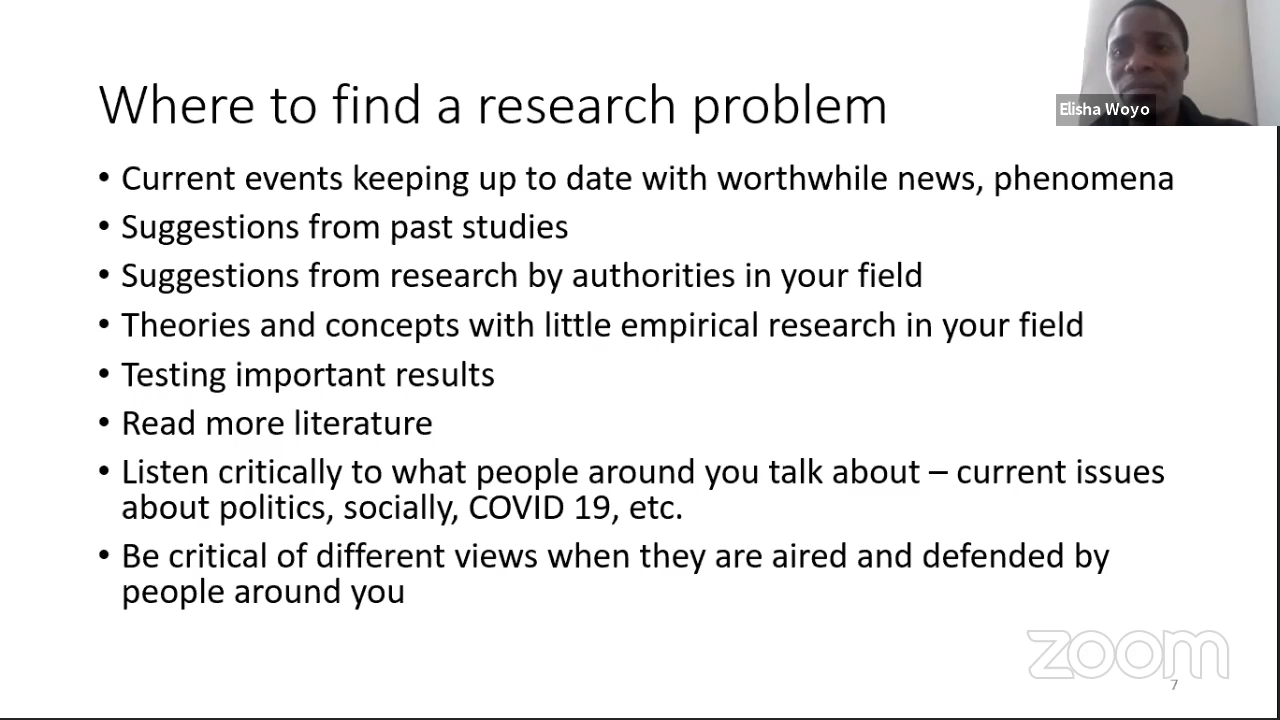 Where to find a research problem
Elisha Woyo
• Current events keeping up to date with worthwhile news, phenomena
• Suggestions from past studies
• Suggestions from research by authorities in your field
• Theories and concepts with little empirical research in your field
• Testing important results
• Read more literature
• Listen critically to what people around you talk about – current issues
about politics, socially, COVID 19, etc.
• Be critical of different views when they are aired and defended by
people around you
zoom
7